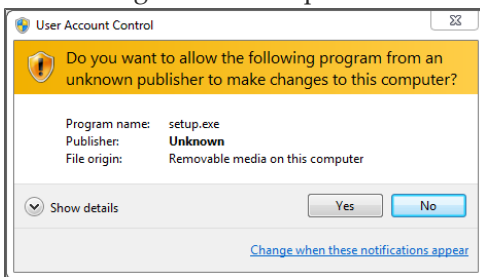 User Account Control
Do you want to allow the following program from an
unknown publisher to make changes to this computer?
Program name: setup.exe
Publisher: Unknown
File origin: Removable media on this computer
Show details
Yes
No
Change when these notifications appear